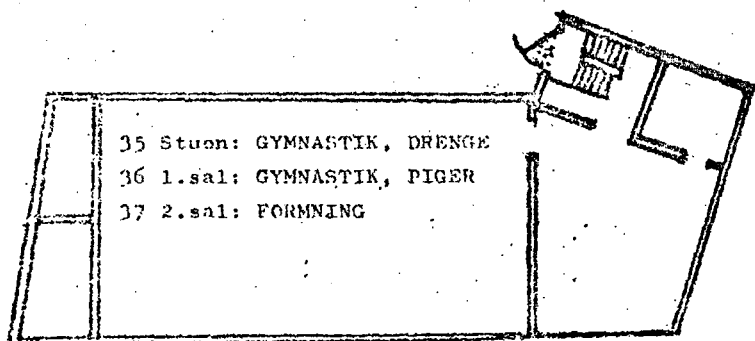 35 Stuen: GYMNASTIK, DRENGE
36 1.sal: GYMNASTIK, PIGER
37 2.sal: FORMNING